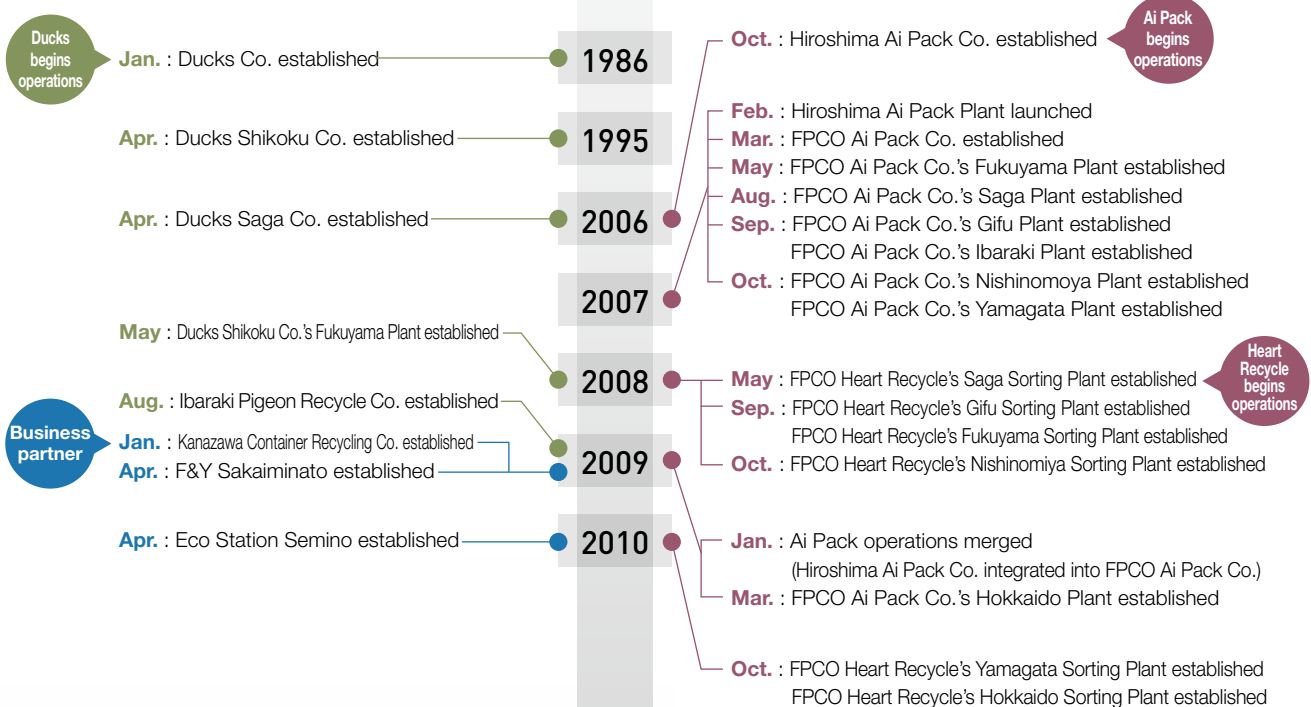 Ducks
begins
operations
Jan. : Ducks Co. established
1986
Oct. : Hiroshima Ai Pack Co. established
Ai Pack
begins
operations
Apr. : Ducks Shikoku Co. established
1995
Feb. : Hiroshima Ai Pack Plant launched
Mar. : FPCO Ai Pack Co. established
May : FPCO Ai Pack Co.'s Fukuyama Plant established
Aug. : FPCO Ai Pack Co.'s Saga Plant established
Sep. : FPCO Ai Pack Co.'s Gifu Plant established
FPCO Ai Pack Co.'s Ibaraki Plant established
Oct. : FPCO Ai Pack Co.'s Nishinomoya Plant established
FPCO Ai Pack Co.'s Yamagata Plant established
Apr. : Ducks Saga Co. established
2006
2007
May : Ducks Shikoku Co.'s Fukuyama Plant established
2008
May : FPCO Heart Recycle's Saga Sorting Plant established
Sep. : FPCO Heart Recycle's Gifu Sorting Plant established
FPCO Heart Recycle's Fukuyama Sorting Plant established
Oct. : FPCO Heart Recycle's Nishinomiya Sorting Plant established
Heart
Recycle
begins
operations
Aug. : Ibaraki Pigeon Recycle Co. established
Business
partner
Jan. : Kanazawa Container Recycling Co. established
Apr. : F&Y Sakaiminato established
2009
Jan. : Ai Pack operations merged
(Hiroshima Ai Pack Co. integrated into FPCO Ai Pack Co.)
Mar. : FPCO Ai Pack Co.'s Hokkaido Plant established
Apr. : Eco Station Semino established
2010
Oct. : FPCO Heart Recycle's Yamagata Sorting Plant established
FPCO Heart Recycle's Hokkaido Sorting Plant established